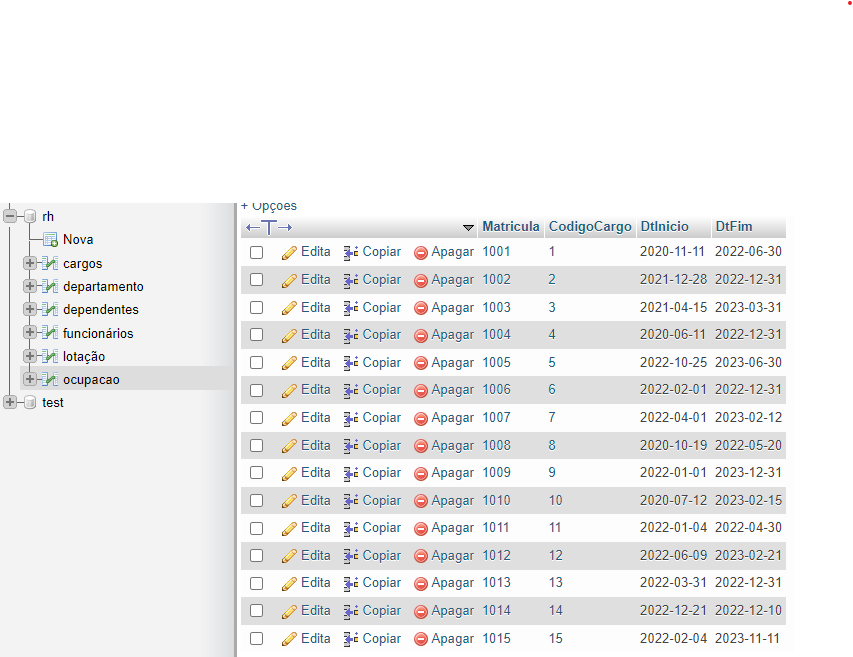 rh
Nova
cargos
departamento
dependentes
funcionários
lotação
ocupacao
test
+ Opções
←T→ Matricula CodigoCargo DtInicio DtFim
Edita Copiar Apagar 1001 1 2020-11-11 2022-06-30
Edita Copiar Apagar 1002 2 2021-12-28 2022-12-31
Edita Copiar Apagar 1003 3 2021-04-15 2023-03-31
Edita Copiar Apagar 1004 4 2020-06-11 2022-12-31
Edita Copiar Apagar 1005 5 2022-10-25 2023-06-30
Edita Copiar Apagar 1006 6 2022-02-01 2022-12-31
Edita Copiar Apagar 1007 7 2022-04-01 2023-02-12
Edita Copiar Apagar 1008 8 2020-10-19 2022-05-20
Edita Copiar Apagar 1009 9 2022-01-01 2023-12-31
Edita Copiar Apagar 1010 10 2020-07-12 2023-02-15
Edita Copiar Apagar 1011 11 2022-01-04 2022-04-30
Edita Copiar Apagar 1012 12 2022-06-09 2023-02-21
Edita Copiar Apagar 1013 13 2022-03-31 2022-12-31
Edita Copiar Apagar 1014 14 2022-12-21 2022-12-10
Edita Copiar Apagar 1015 15 2022-02-04 2023-11-11